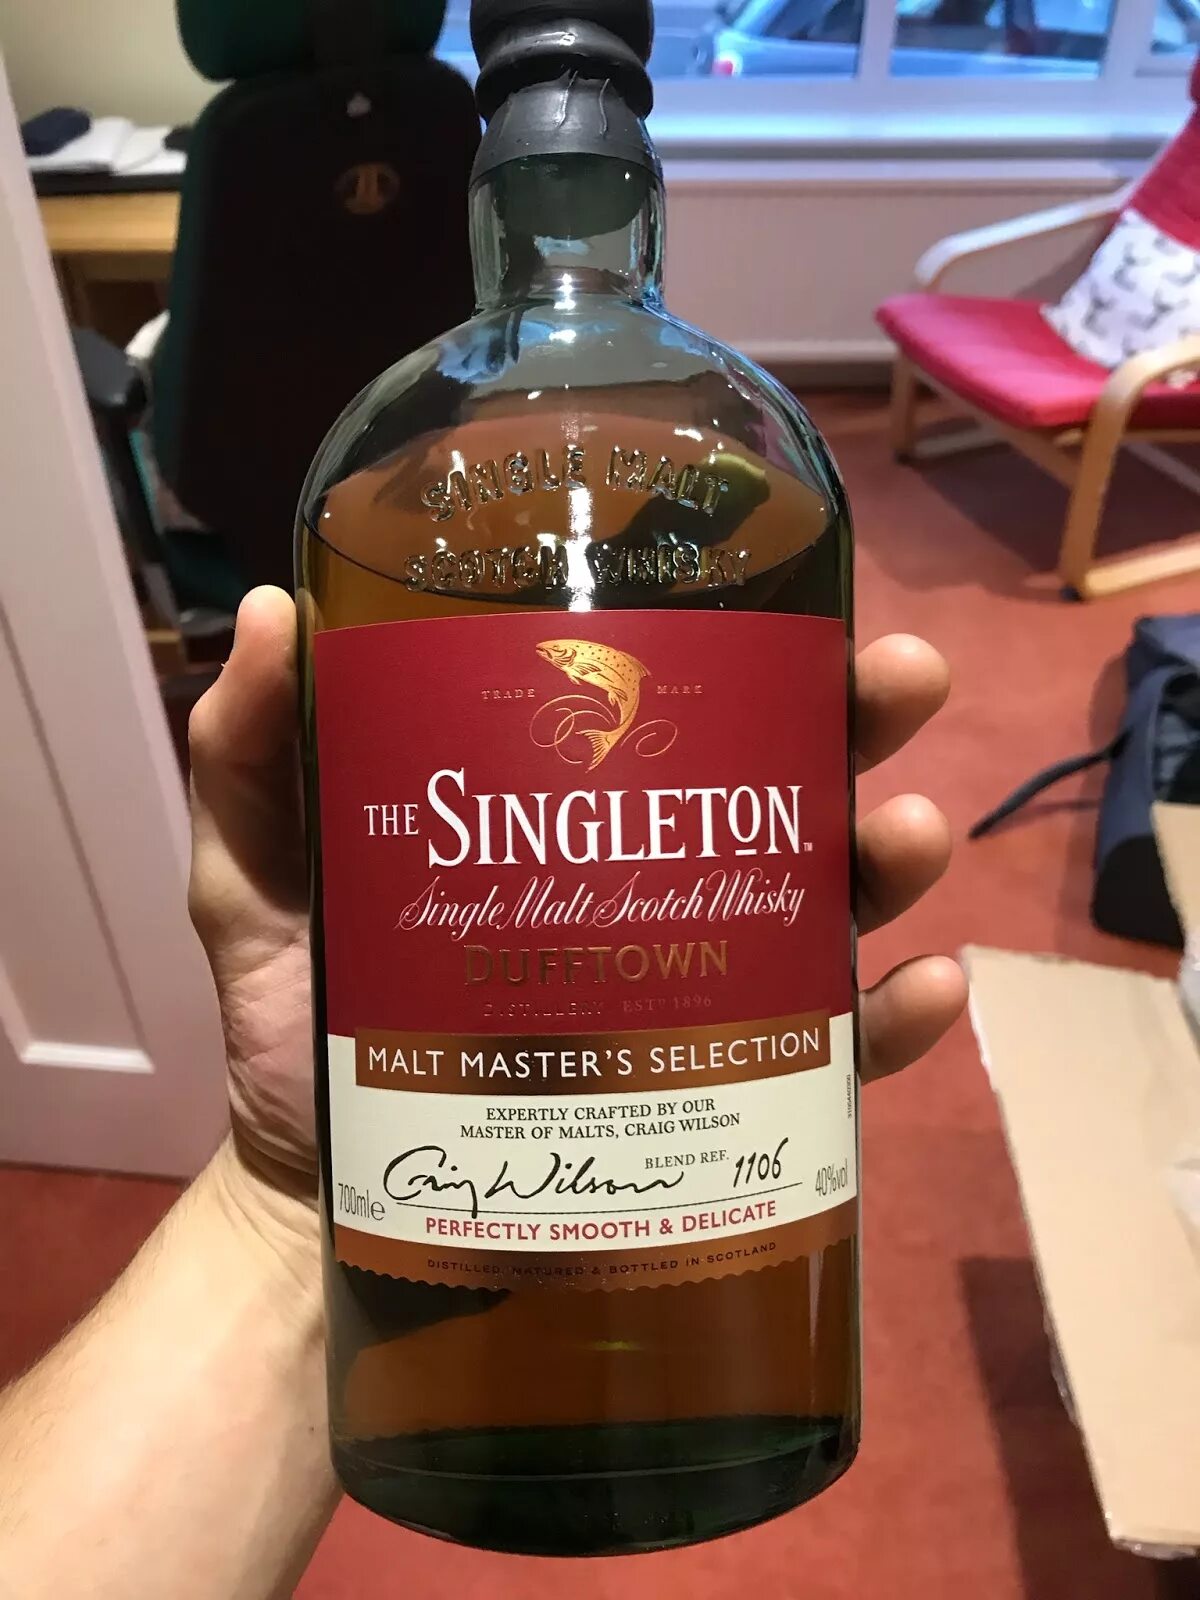 SINGLE MALT
SCOTCH WHISKY
TRADE MARK
THE SINGLETON TM
Single Malt Scotch Whisky
DUFFTOWN
DISTILLERY ESTD 1896
MALT MASTER'S SELECTION
EXPERTLY CRAFTED BY OUR
MASTER OF MALTS, CRAIG WILSON
Craig Wilson BLEND REF. 1106
700ml e 40%vol
PERFECTLY SMOOTH & DELICATE
DISTILLED, MATURED & BOTTLED IN SCOTLAND